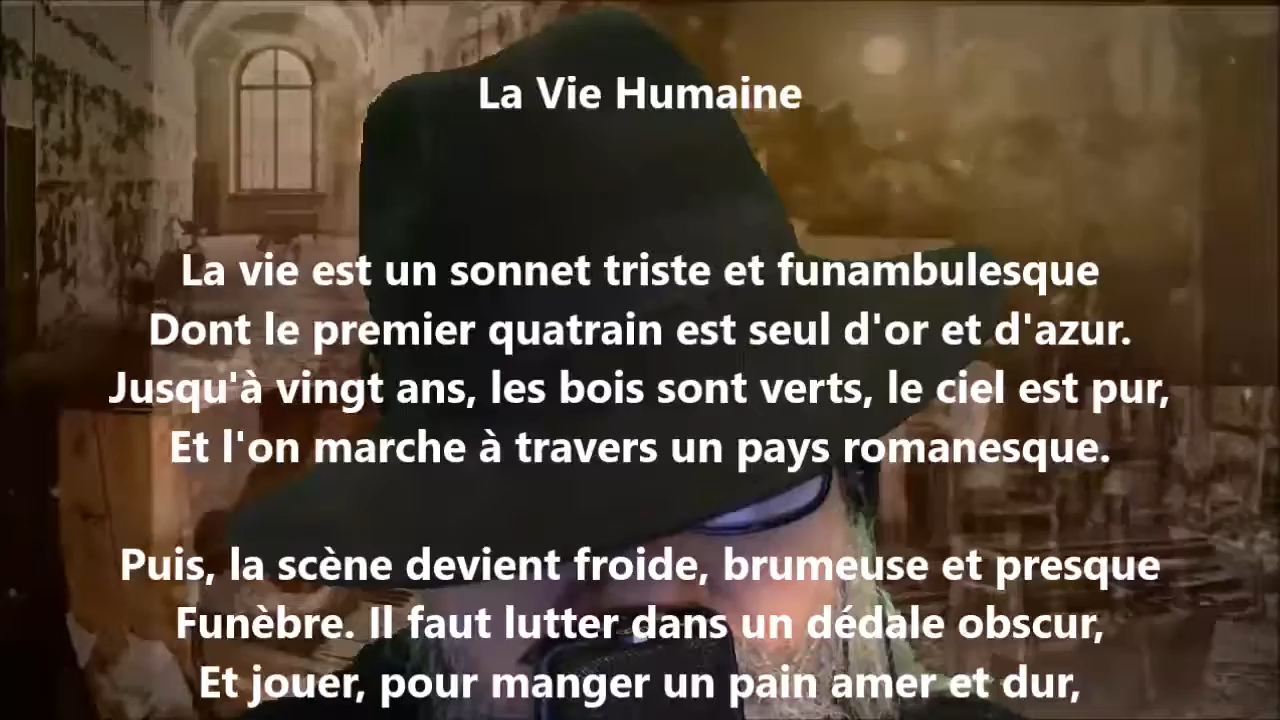 La Vie Humaine
La vie est un sonnet triste et funambulesque
Dont le premier quatrain est seul d'or et d'azur.
Jusqu'à vingt ans, les bois sont verts, le ciel est pur,
Et l'on marche à travers un pays romanesque.
Puis, la scène devient froide, brumeuse et presque
Funèbre. Il faut lutter dans un dédale obscur,
Et jouer, pour manger un pain amer et dur,